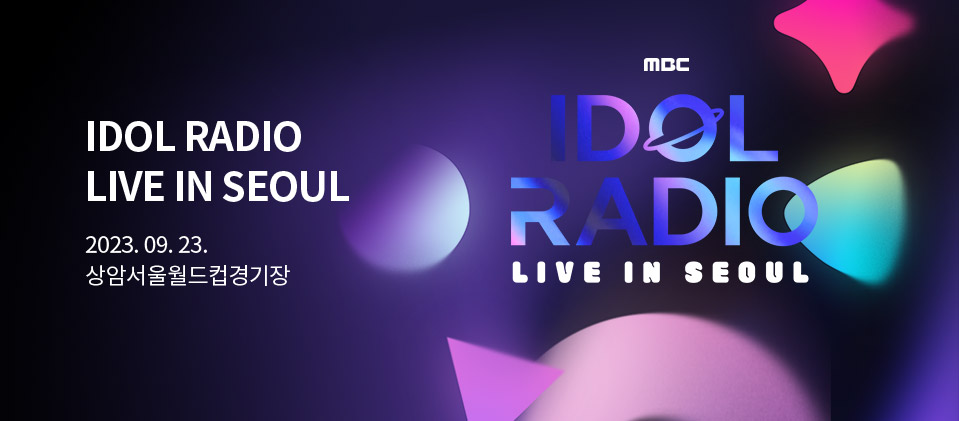 IDOL RADIO
LIVE IN SEOUL
2023. 09. 23.
상암서울월드컵경기장
MBC
IDOL
RADIO
LIVE IN SEOUL